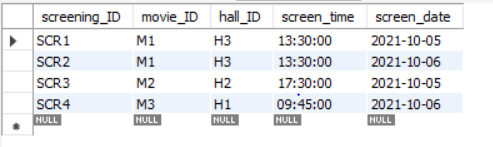 screening_ID movie_ID hall_ID screen_time screen_date
SCR1 M1 H3 13:30:00 2021-10-05
SCR2 M1 H3 13:30:00 2021-10-06
SCR3 M2 H2 17:30:00 2021-10-05
SCR4 M3 H1 09:45:00 2021-10-06
NULL NULL NULL NULL NULL